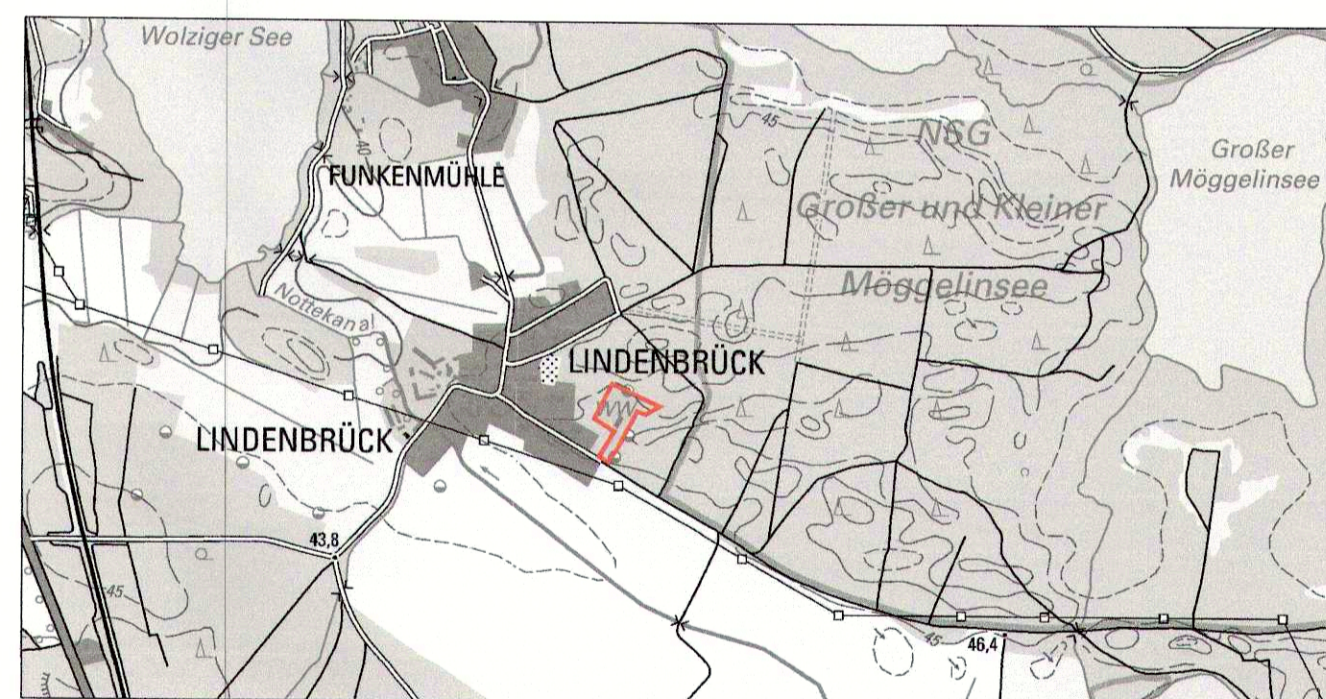 Wolziger See
45
NSG
40
FUNKENMÜHLE
Großer
Möggelinsee
Großer und Kleiner
Möggelinsee
Nottekanal
LINDENBRÜCK
LINDENBRÜCK
43,8
45
45
46,4